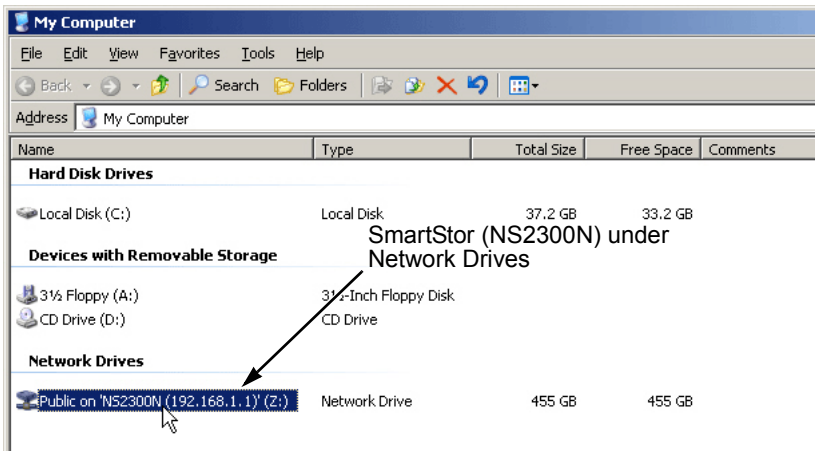 My Computer
File Edit View Favorites Tools Help
Back Search Folders
Address My Computer
Name Type Total Size Free Space Comments
Hard Disk Drives
Local Disk (C:) Local Disk 37.2 GB 33.2 GB
SmartStor (NS2300N) under
Network Drives
Devices with Removable Storage
3½ Floppy (A:) 3½-Inch Floppy Disk
CD Drive (D:) CD Drive
Network Drives
Public on 'NS2300N (192.168.1.1)' (Z:) Network Drive 455 GB 455 GB